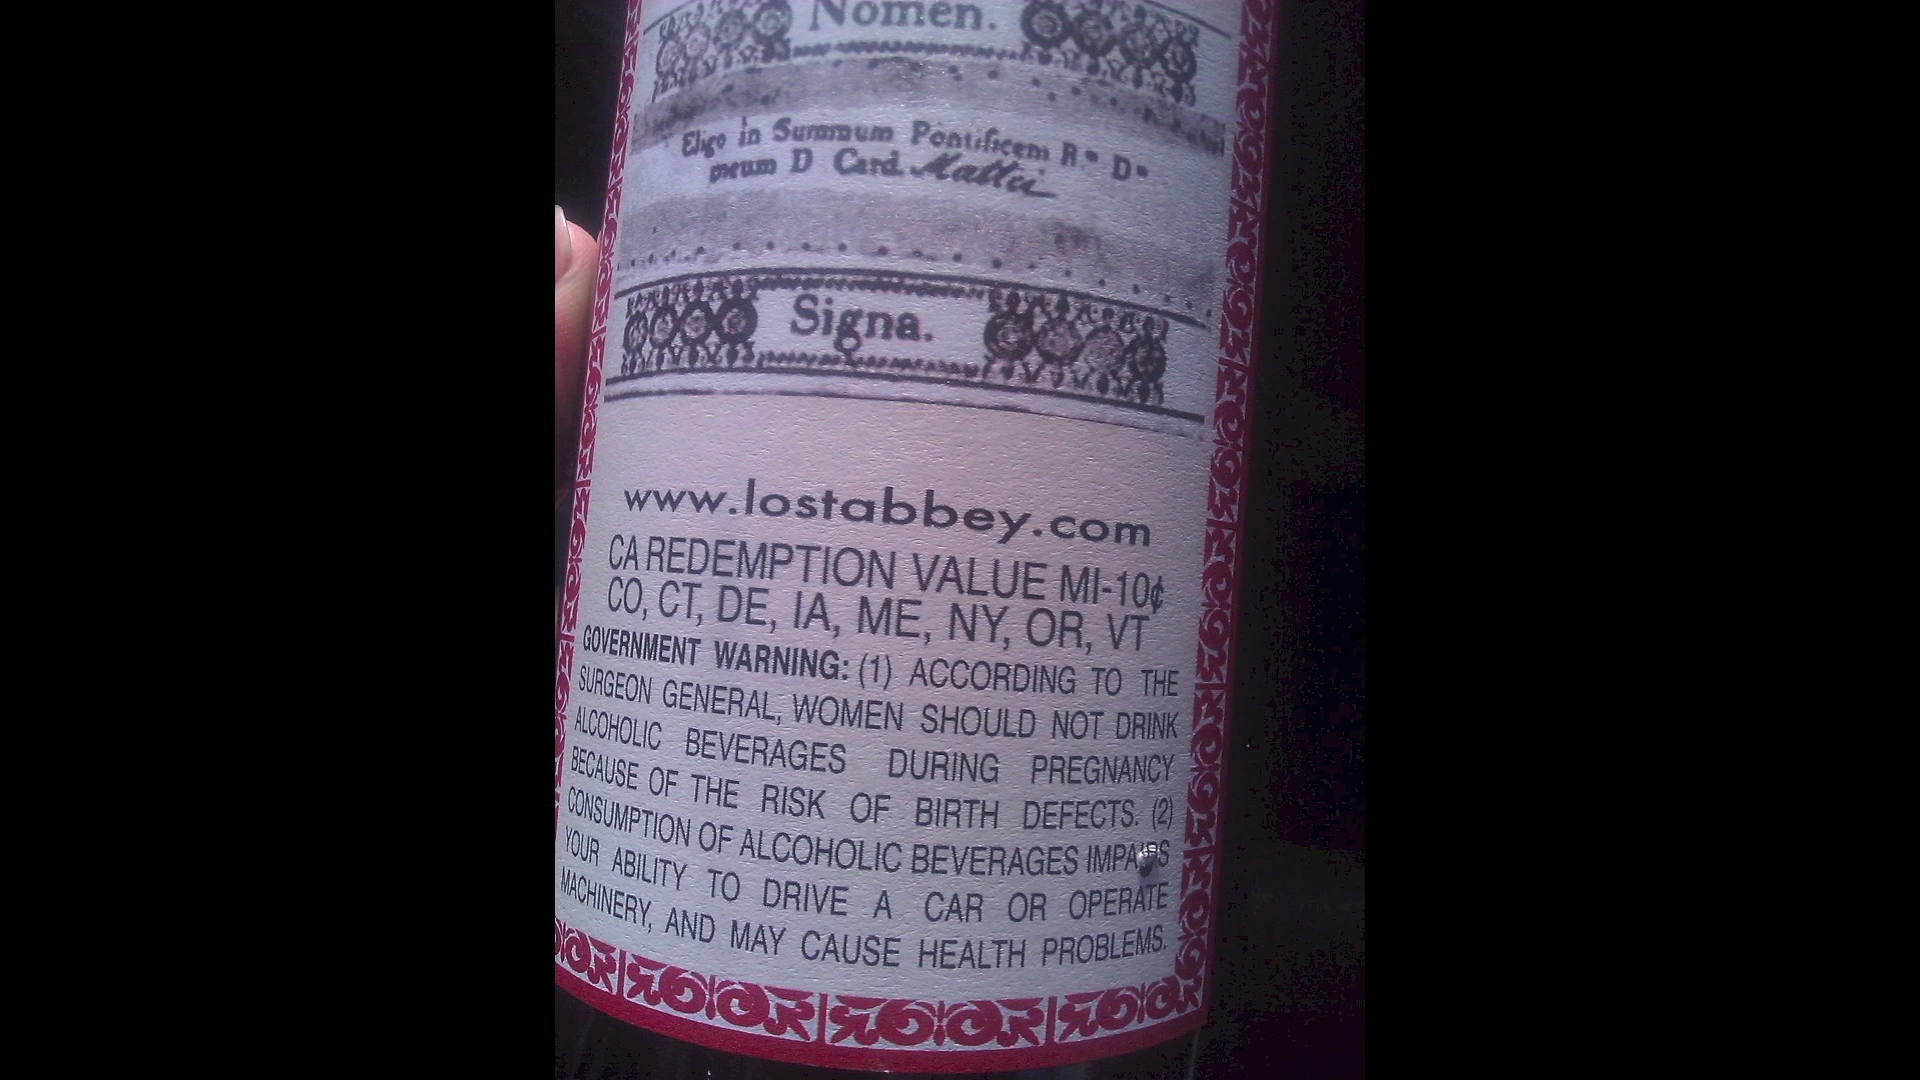 Nomen.
Eligo in Summum Pontificem R.ᵐ Dᵐ
meum D Card. Mattei
Signa.
www.lostabbey.com
CA REDEMPTION VALUE MI-10¢
CO, CT, DE, IA, ME, NY, OR, VT
GOVERNMENT WARNING: (1) ACCORDING TO THE
SURGEON GENERAL, WOMEN SHOULD NOT DRINK
ALCOHOLIC BEVERAGES DURING PREGNANCY
BECAUSE OF THE RISK OF BIRTH DEFECTS. (2)
CONSUMPTION OF ALCOHOLIC BEVERAGES IMPAIRS
YOUR ABILITY TO DRIVE A CAR OR OPERATE
MACHINERY, AND MAY CAUSE HEALTH PROBLEMS.